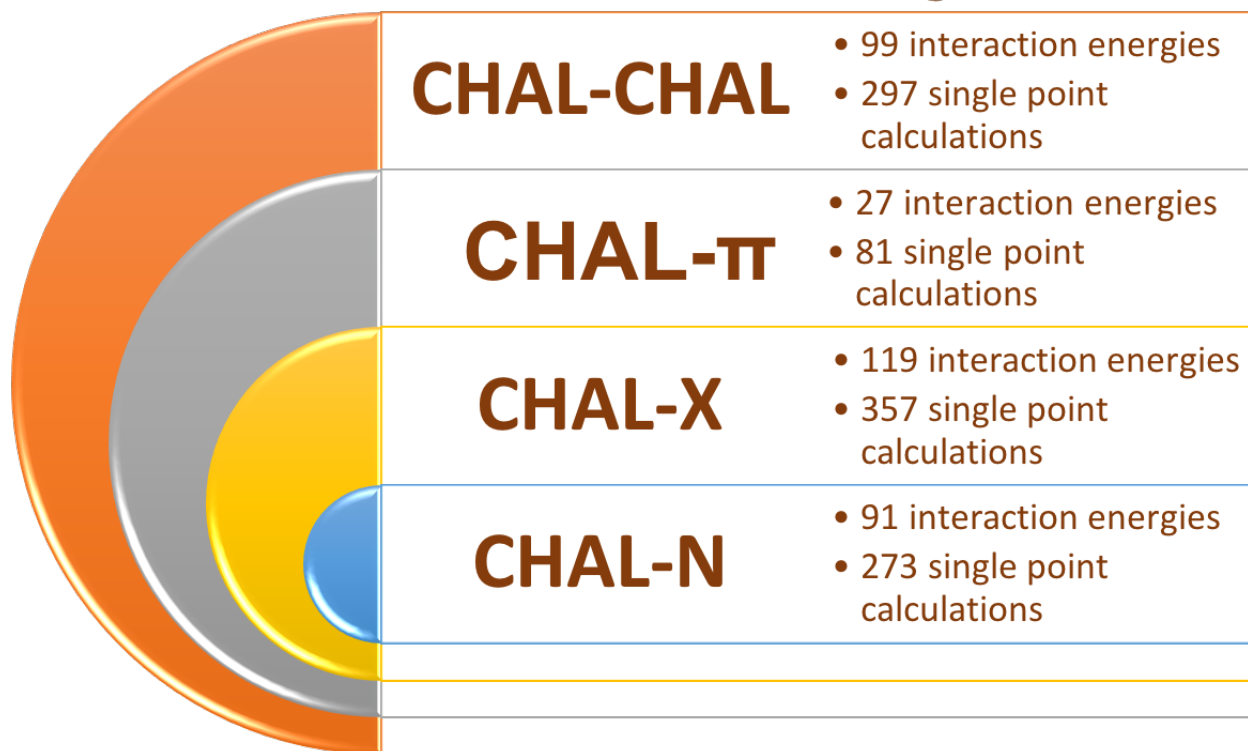 CHAL-CHAL
• 99 interaction energies
• 297 single point
calculations
CHAL-π
• 27 interaction energies
• 81 single point
calculations
CHAL-X
• 119 interaction energies
• 357 single point
calculations
CHAL-N
• 91 interaction energies
• 273 single point
calculations